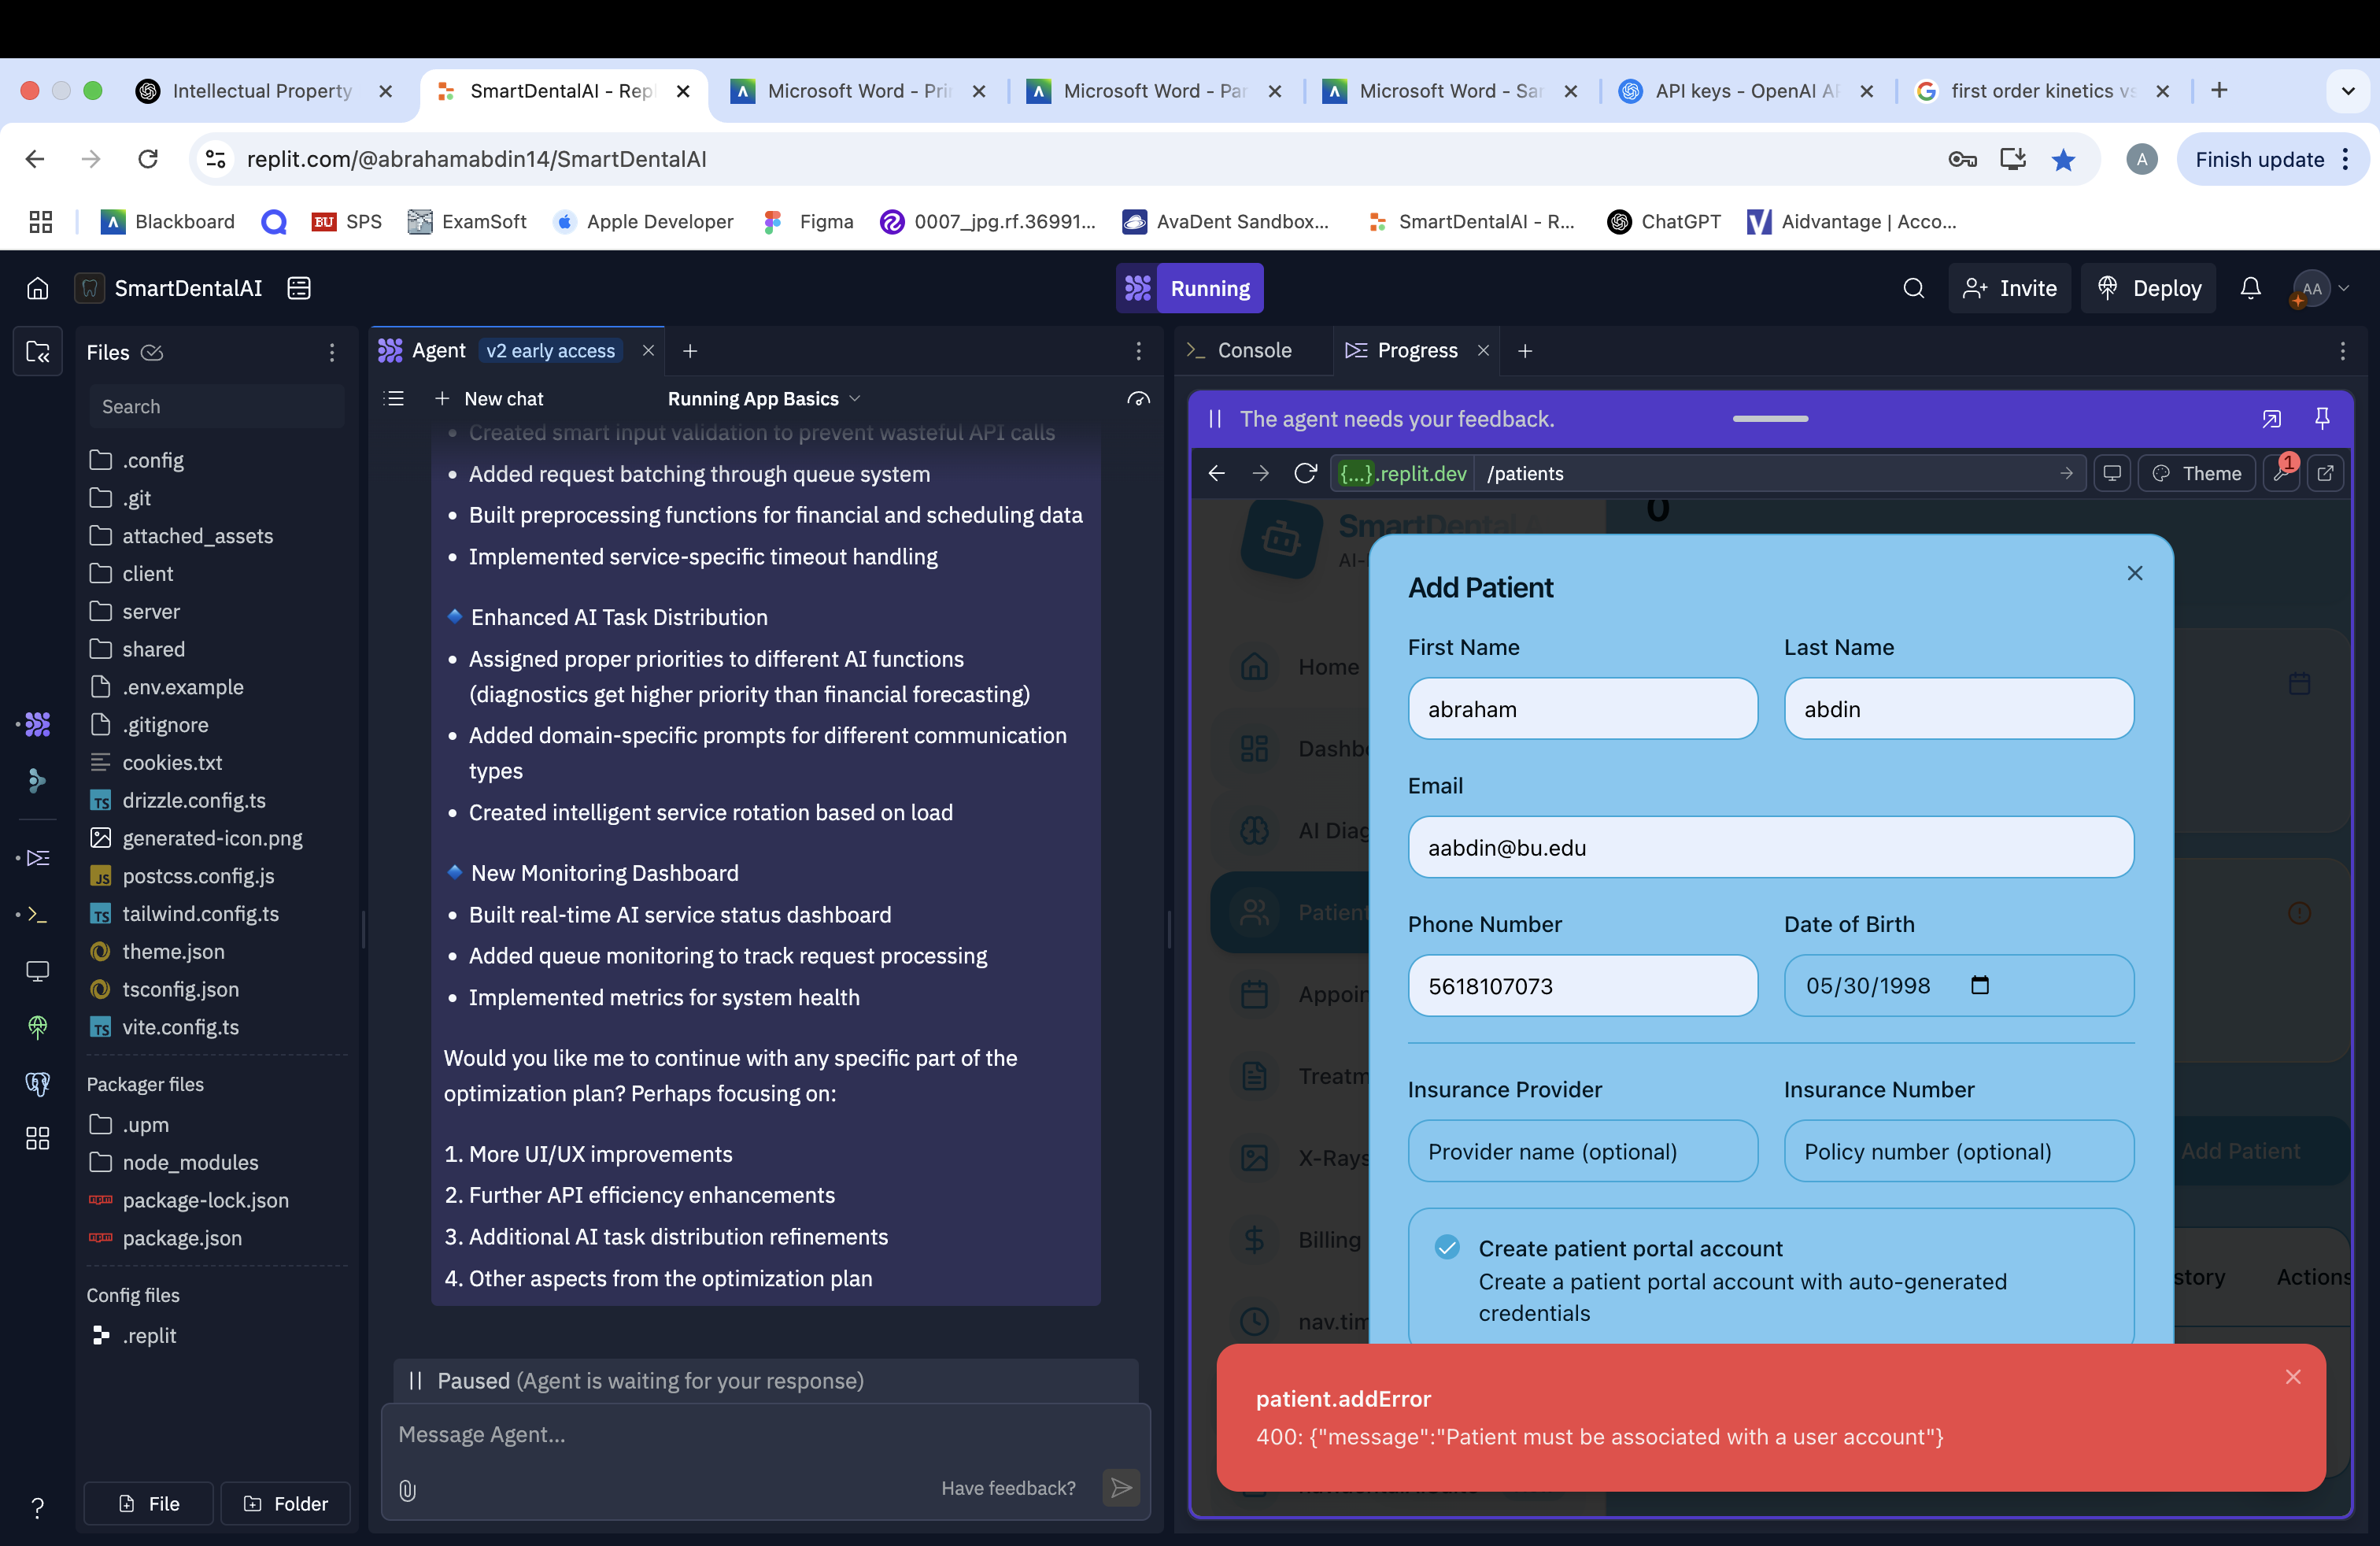 Intellectual Property
SmartDentalAI - Repl
Microsoft Word - Prin
Microsoft Word - Par
Microsoft Word - Sam
API keys - OpenAI AP
first order kinetics vs
replit.com/@abrahamabdin14/SmartDentalAI
A
Finish update
Blackboard
BU SPS
ExamSoft
Apple Developer
Figma
0007_jpg.rf.36991...
AvaDent Sandbox...
SmartDentalAI - R...
ChatGPT
Aidvantage | Acco...
SmartDentalAI
Running
Invite
Deploy
AA
Files
Search
.config
.git
attached_assets
client
server
shared
.env.example
.gitignore
cookies.txt
TS drizzle.config.ts
generated-icon.png
JS postcss.config.js
TS tailwind.config.ts
theme.json
tsconfig.json
TS vite.config.ts
Packager files
.upm
node_modules
package-lock.json
package.json
Config files
.replit
File
Folder
Agent v2 early access
New chat
Running App Basics
• Created smart input validation to prevent wasteful API calls
• Added request batching through queue system
• Built preprocessing functions for financial and scheduling data
• Implemented service-specific timeout handling
🔹 Enhanced AI Task Distribution
• Assigned proper priorities to different AI functions
(diagnostics get higher priority than financial forecasting)
• Added domain-specific prompts for different communication
types
• Created intelligent service rotation based on load
🔹 New Monitoring Dashboard
• Built real-time AI service status dashboard
• Added queue monitoring to track request processing
• Implemented metrics for system health
Would you like me to continue with any specific part of the
optimization plan? Perhaps focusing on:
1. More UI/UX improvements
2. Further API efficiency enhancements
3. Additional AI task distribution refinements
4. Other aspects from the optimization plan
Paused (Agent is waiting for your response)
Message Agent...
Have feedback?
Console
Progress
The agent needs your feedback.
{...}.replit.dev /patients
Theme
1
SmartDental
AI-
0
Home
Dashbo
AI Diag
Patient
Appoin
Treatm
X-Rays
Billing
nav.tim
Add Patient
story
Actions
Add Patient
First Name
Last Name
abraham
abdin
Email
aabdin@bu.edu
Phone Number
Date of Birth
5618107073
05/30/1998
Insurance Provider
Insurance Number
Provider name (optional)
Policy number (optional)
Create patient portal account
Create a patient portal account with auto-generated
credentials
patient.addError
400: {"message":"Patient must be associated with a user account"}